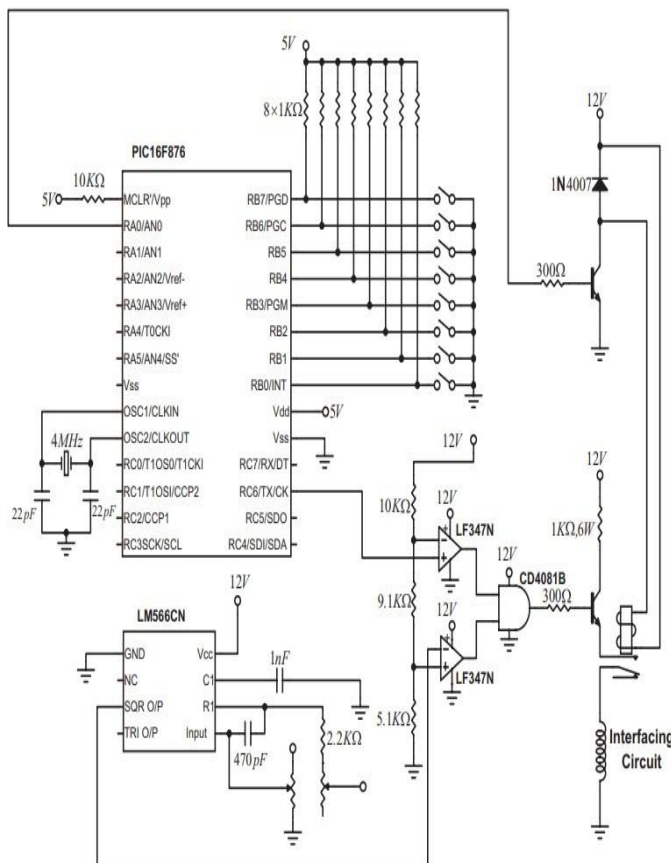 5V
12V
8×1KΩ
PIC16F876
1N4007
10KΩ
5V
MCLR'/Vpp
RB7/PGD
RA0/AN0
RB6/PGC
RA1/AN1
RB5
300Ω
RA2/AN2/Vref-
RB4
RA3/AN3/Vref+
RB3/PGM
RA4/T0CKI
RB2
RA5/AN4/SS'
RB1
Vss
RB0/INT
OSC1/CLKIN
Vdd
5V
4MHz
OSC2/CLKOUT
Vss
12V
12V
RC0/T1OS0/T1CKI
RC7/RX/DT
RC1/T1OSI/CCP2
RC6/TX/CK
10KΩ
12V
22pF
22pF
RC2/CCP1
RC5/SDO
LF347N
1KΩ,6W
RC3SCK/SCL
RC4/SDI/SDA
12V
CD4081B
12V
LM566CN
9.1KΩ
12V
300Ω
GND
Vcc
1nF
NC
C1
LF347N
SQR O/P
R1
5.1KΩ
TRI O/P
Input
470pF
2.2KΩ
Interfacing
Circuit